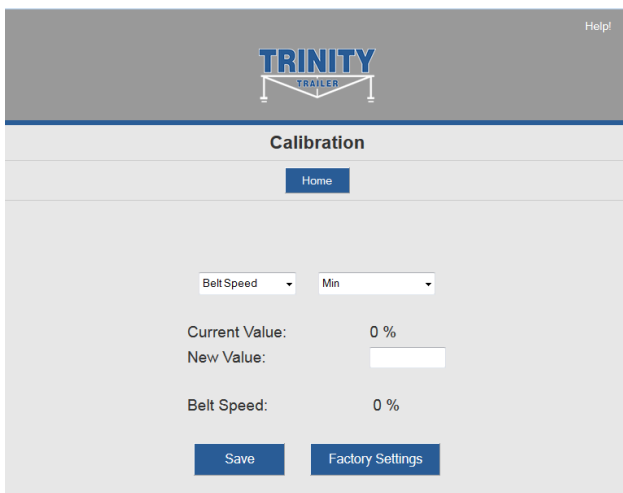 Help!
TRINITY
TRAILER
Calibration
Home
Belt Speed Min
Current Value: 0 %
New Value:
Belt Speed: 0 %
Save Factory Settings